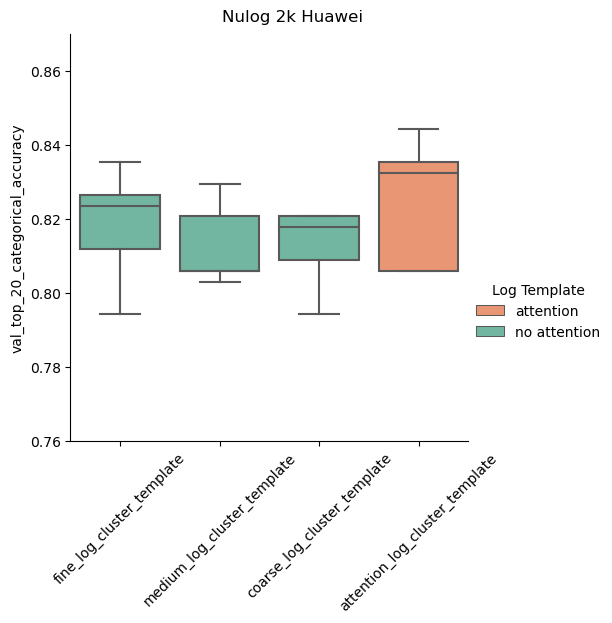 Nulog 2k Huawei
val_top_20_categorical_accuracy
0.86
0.84
0.82
0.80
0.78
0.76
fine_log_cluster_template
medium_log_cluster_template
coarse_log_cluster_template
attention_log_cluster_template
Log Template
attention
no attention